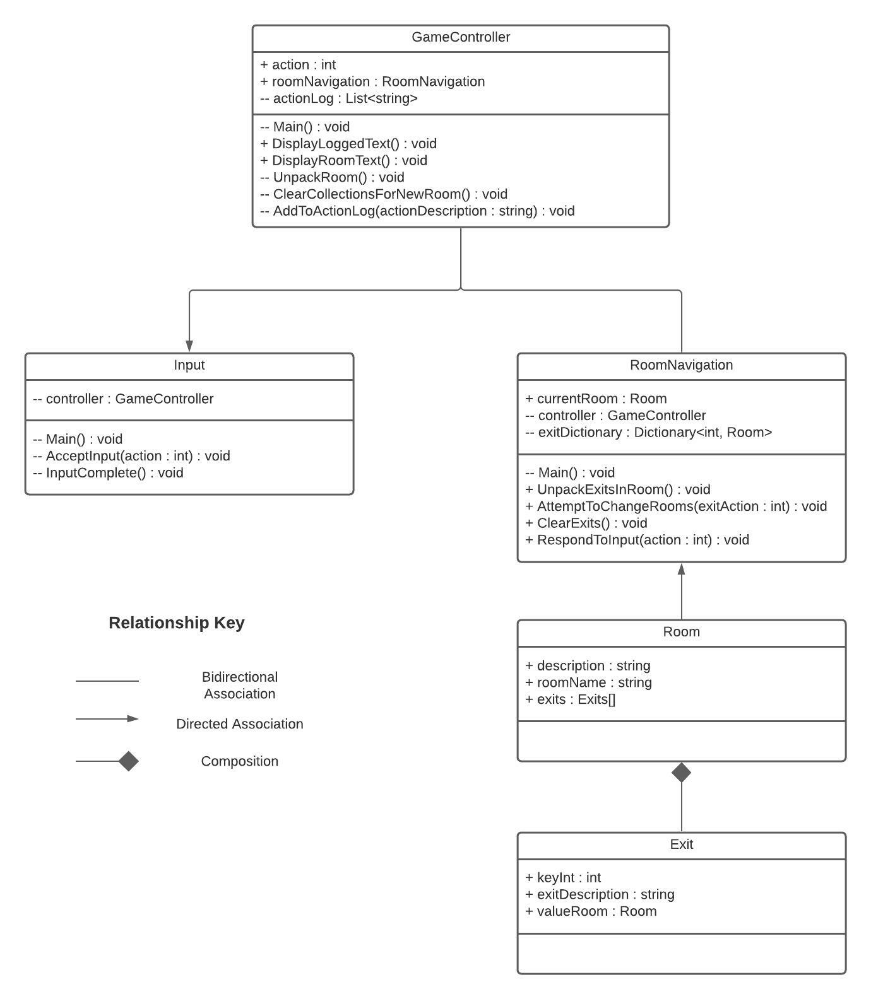 GameController
+ action : int
+ roomNavigation : RoomNavigation
-- actionLog : List<string>
-- Main() : void
+ DisplayLoggedText() : void
+ DisplayRoomText() : void
-- UnpackRoom() : void
-- ClearCollectionsForNewRoom() : void
-- AddToActionLog(actionDescription : string) : void
Input
-- controller : GameController
-- Main() : void
-- AcceptInput(action : int) : void
-- InputComplete() : void
RoomNavigation
+ currentRoom : Room
-- controller : GameController
-- exitDictionary : Dictionary<int, Room>
-- Main() : void
+ UnpackExitsInRoom() : void
+ AttemptToChangeRooms(exitAction : int) : void
+ ClearExits() : void
+ RespondToInput(action : int) : void
Relationship Key
Bidirectional
Association
Directed Association
Composition
Room
+ description : string
+ roomName : string
+ exits : Exits[]
Exit
+ keyInt : int
+ exitDescription : string
+ valueRoom : Room